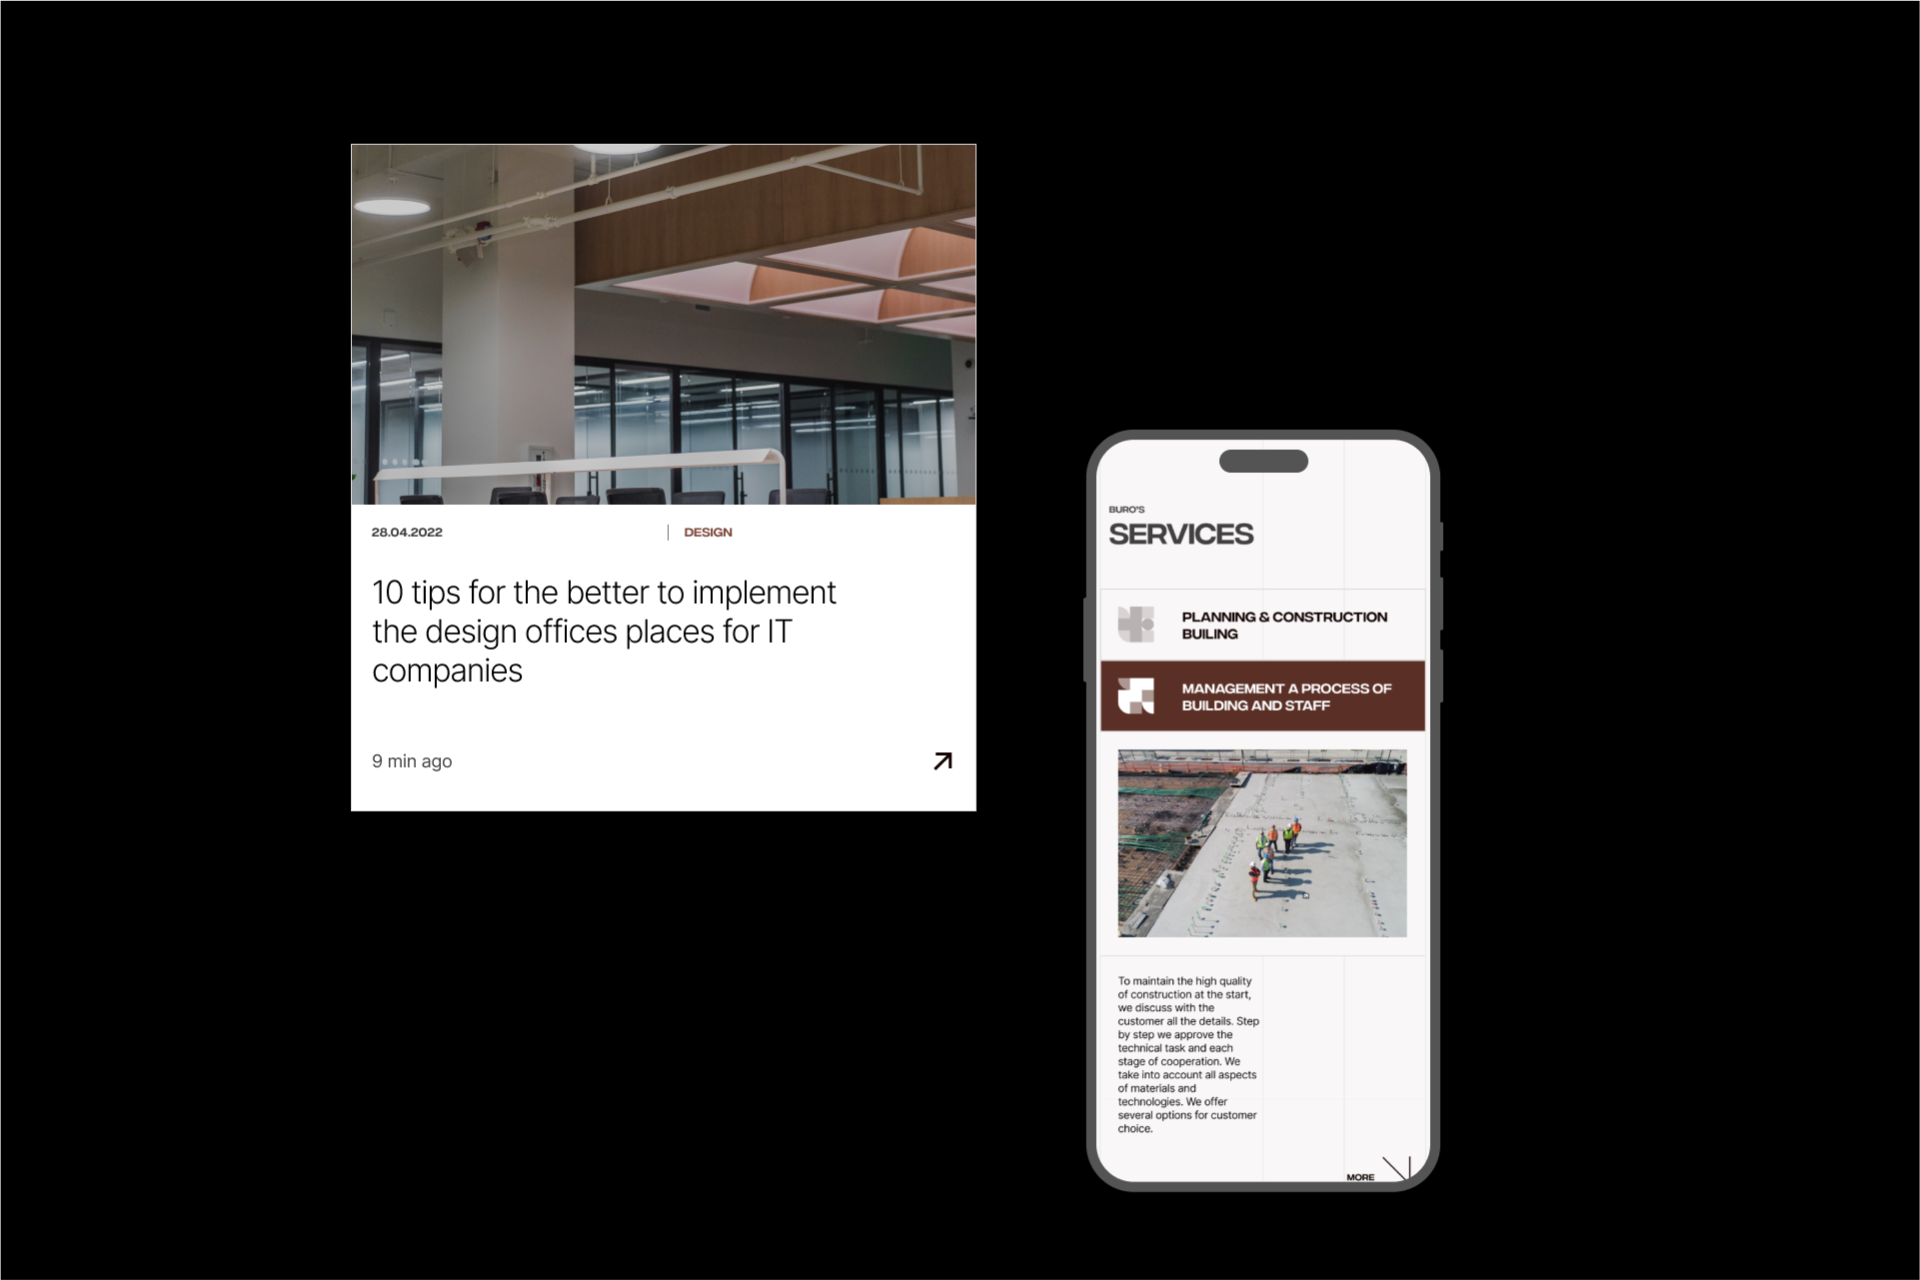 28.04.2022
DESIGN
10 tips for the better to implement
the design offices places for IT
companies
9 min ago
BURO'S
SERVICES
PLANNING & CONSTRUCTION
BUILING
MANAGEMENT A PROCESS OF
BUILDING AND STAFF
To maintain the high quality
of construction at the start,
we discuss with the
customer all the details. Step
by step we approve the
technical task and each
stage of cooperation. We
take into account all aspects
of materials and
technologies. We offer
several options for customer
choice.
MORE